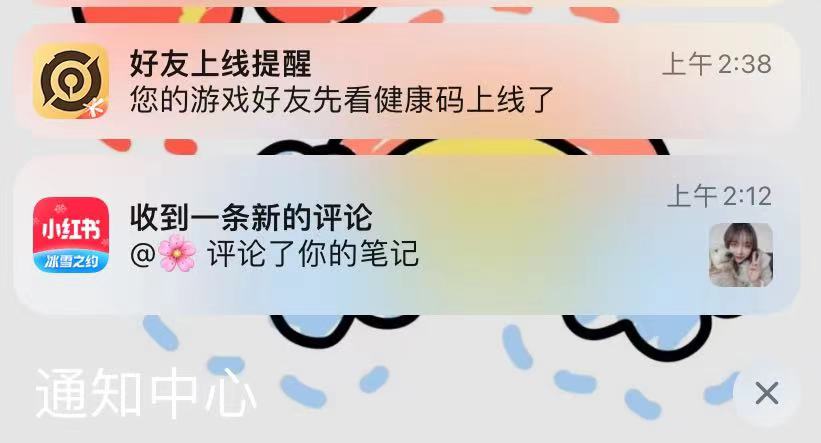 好友上线提醒
上午2:38
您的游戏好友先看健康码上线了
上午2:12
小红书
冰雪之约
收到一条新的评论
@🌸 评论了你的笔记
通知中心